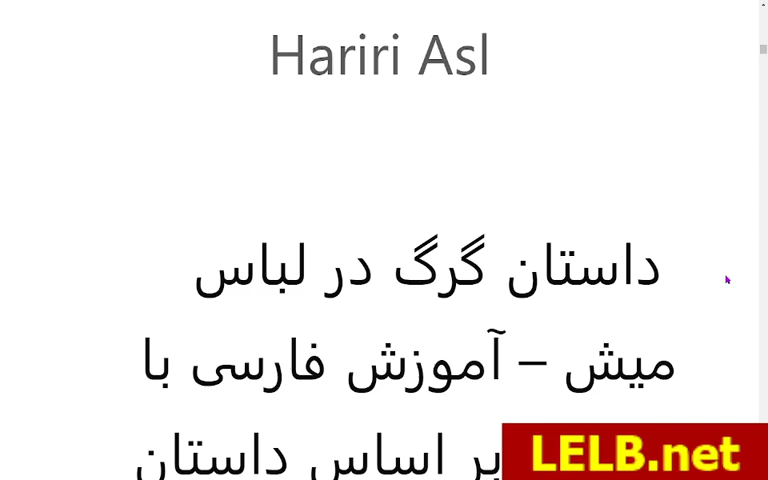 Hariri Asl
داستان گرگ در لباس
میش – آموزش فارسی با
بر اساس داستان
LELB.net